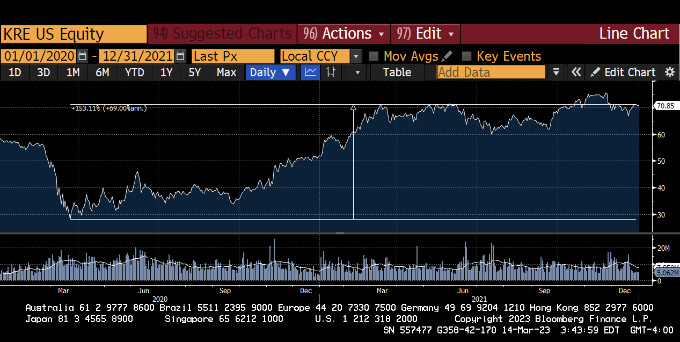 KRE US Equity 94) Suggested Charts 96) Actions 97) Edit Line Chart
01/01/2020 - 12/31/2021 Last Px Local CCY Mov Avgs Key Events
1D 3D 1M 6M YTD 1Y 5Y Max Daily ▼ Table Add Data « Edit Chart
+153.11% (+69.00%ann.)
70.85
60
50
40
30
20M
10M
5.062M
0
Mar Jun Sep Dec Mar Jun Sep Dec
2020 2021
Australia 61 2 9777 8600 Brazil 5511 2395 9000 Europe 44 20 7330 7500 Germany 49 69 9204 1210 Hong Kong 852 2977 6000
Japan 81 3 4565 8900 Singapore 65 6212 1000 U.S. 1 212 318 2000 Copyright 2023 Bloomberg Finance L.P.
SN 557477 G358-42-170 14-Mar-23 3:43:59 EDT GMT-4:00